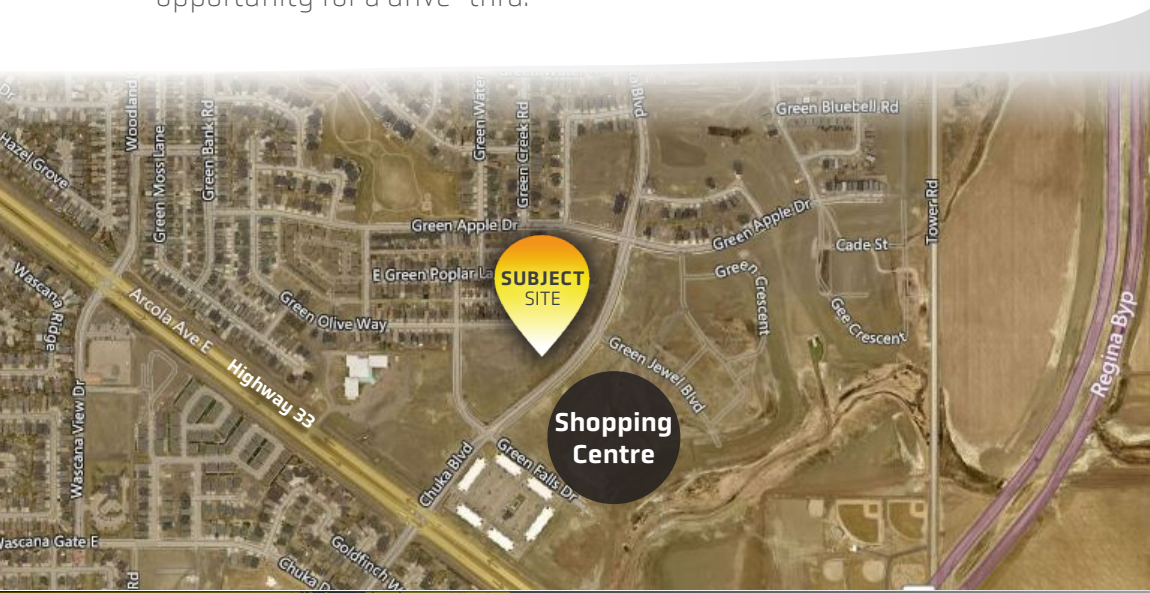 opportunity for a drive-thru.
Green Bluebell Rd
Woodland
Green Moss Lane
Green Bank Rd
Green Water
Green Creek Rd
Blvd
Hazel Grove
Dr
Green Apple Dr
Green Apple Dr
Tower Rd
Cade St
E Green Poplar La
SUBJECT
SITE
Green Crescent
Gee Crescent
Wascana Ridge
Arcola Ave E
Green Olive Way
Highway 33
Green Jewel Blvd
Regina Byp
Wascana View Dr
Shopping
Centre
Chuka Blvd
Green Falls Dr
Wascana Gate E
Goldfinch W
Chuka D
Rd